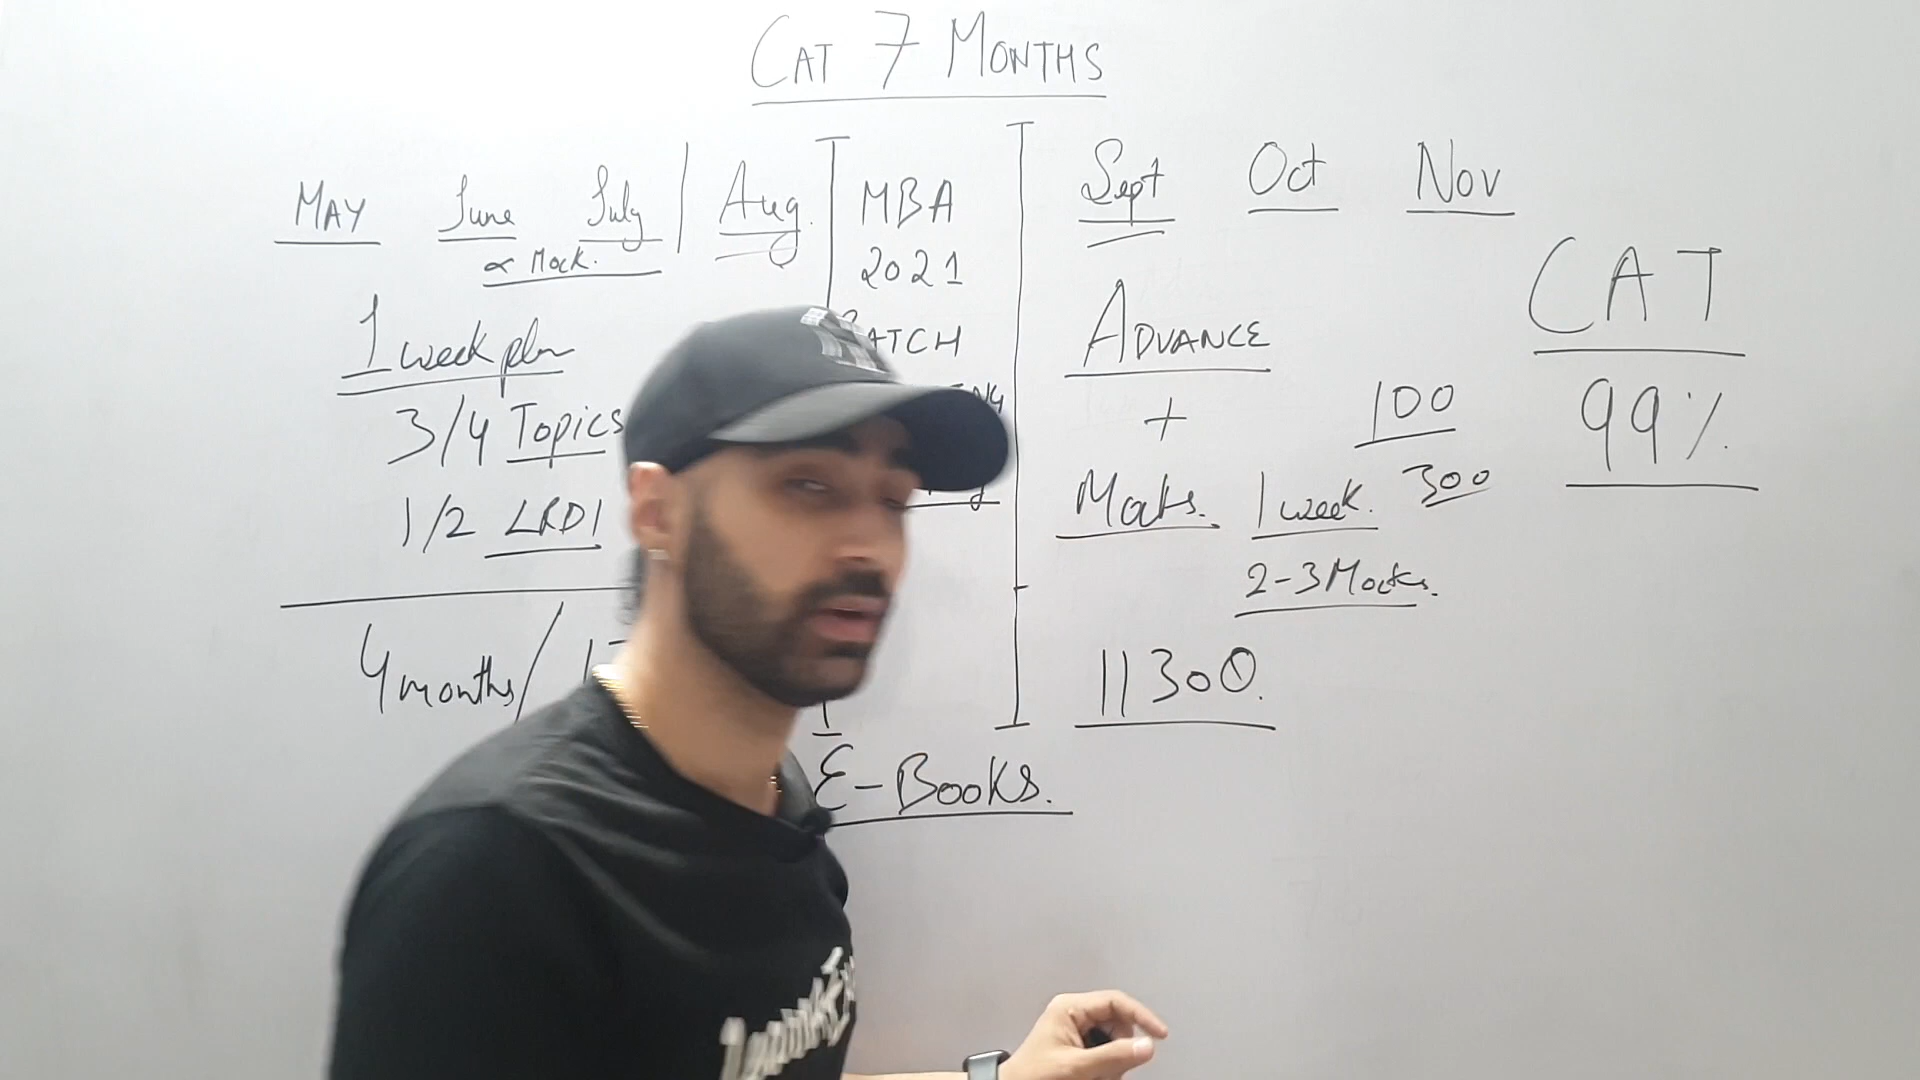 CAT 7 MONTHS
MAY June July / Aug.
∝ Mock.
1 week plan
3/4 Topics
1/2 LRDI
4 months/
MBA
2021
BATCH
E-Books.
Sept Oct Nov
ADVANCE
+
Mocks. 1 week.
2-3 Mocks.
100
300
11300.
CAT
99%